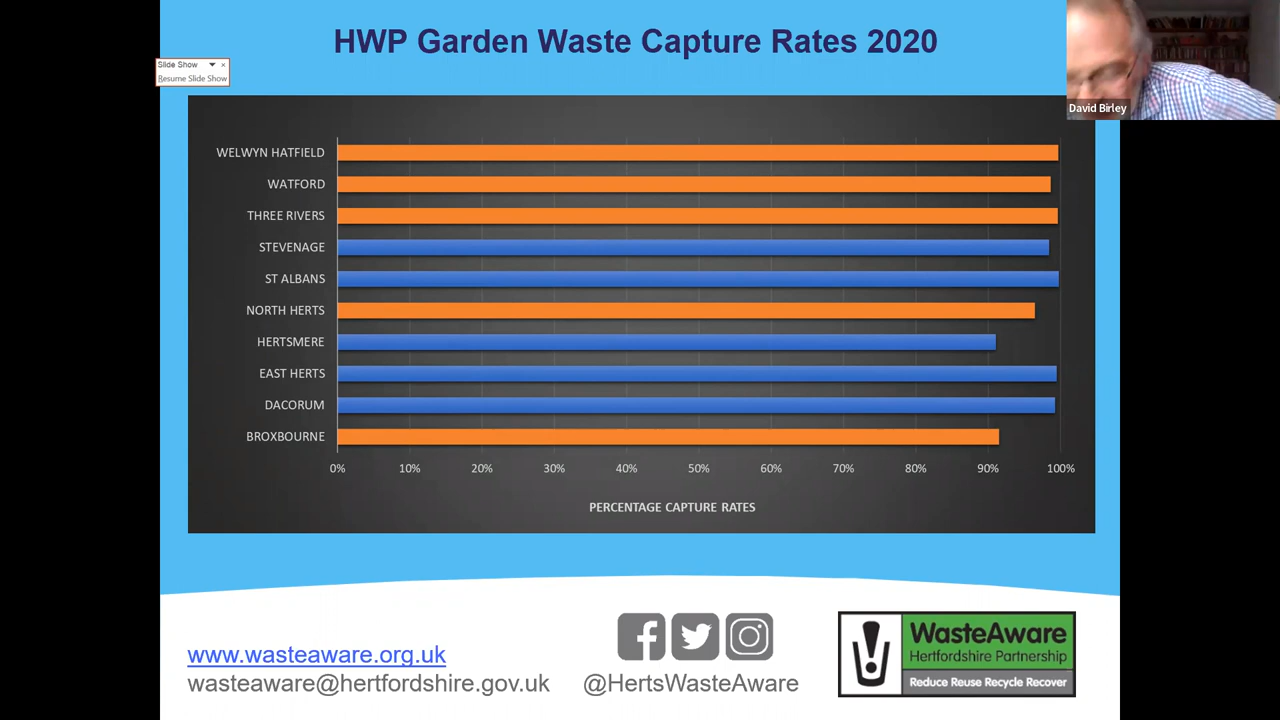 HWP Garden Waste Capture Rates 2020
Slide Show
Resume Slide Show
David Birley
WELWYN HATFIELD
WATFORD
THREE RIVERS
STEVENAGE
ST ALBANS
NORTH HERTS
HERTSMERE
EAST HERTS
DACORUM
BROXBOURNE
0% 10% 20% 30% 40% 50% 60% 70% 80% 90% 100%
PERCENTAGE CAPTURE RATES
www.wasteaware.org.uk
wasteaware@hertfordshire.gov.uk
@HertsWasteAware
WasteAware
Hertfordshire Partnership
Reduce Reuse Recycle Recover